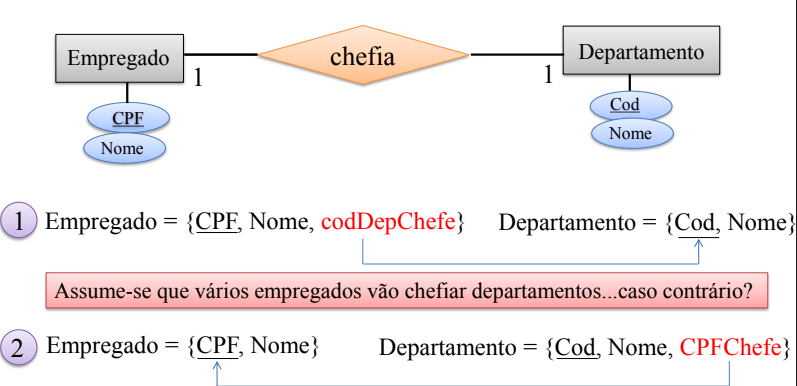 Empregado
chefia
Departamento
1
1
CPF
Nome
Cod
Nome
1 Empregado = {CPF, Nome, codDepChefe} Departamento = {Cod, Nome}
Assume-se que vários empregados vão chefiar departamentos...caso contrário?
2 Empregado = {CPF, Nome} Departamento = {Cod, Nome, CPFChefe}